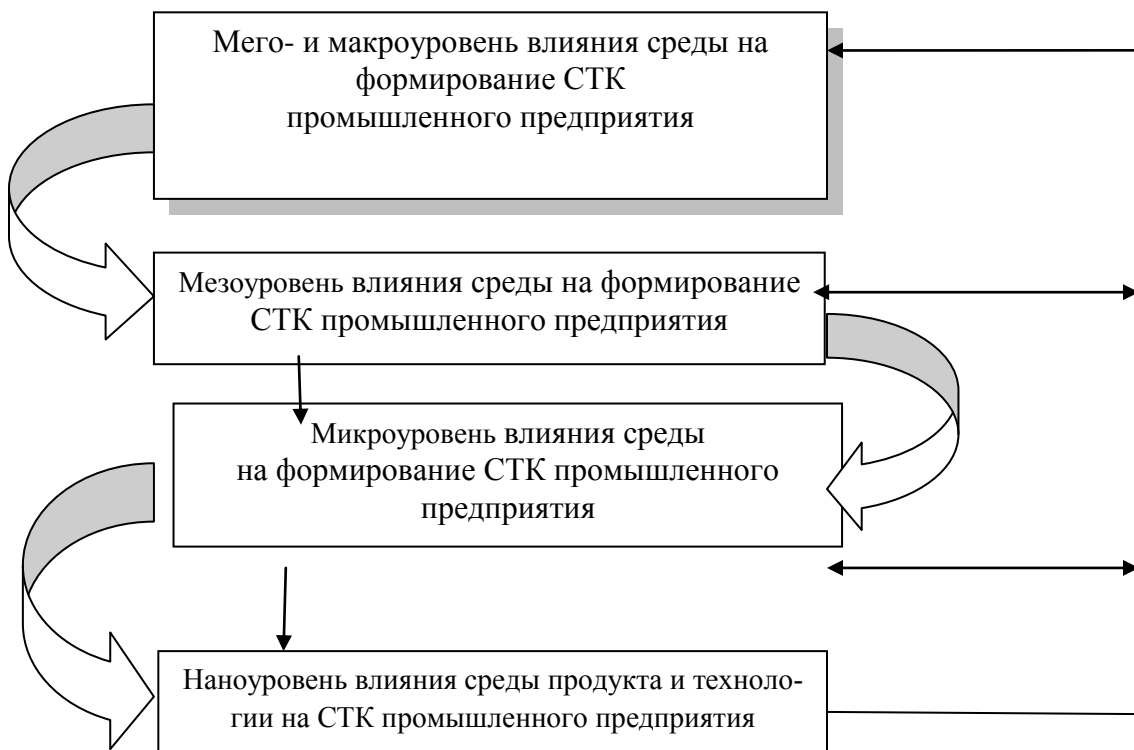 Мего- и макроуровень влияния среды на
формирование СТК
промышленного предприятия
Мезоуровень влияния среды на формирование
СТК промышленного предприятия
Микроуровень влияния среды
на формирование СТК промышленного
предприятия
Наноуровень влияния среды продукта и техноло-
гии на СТК промышленного предприятия